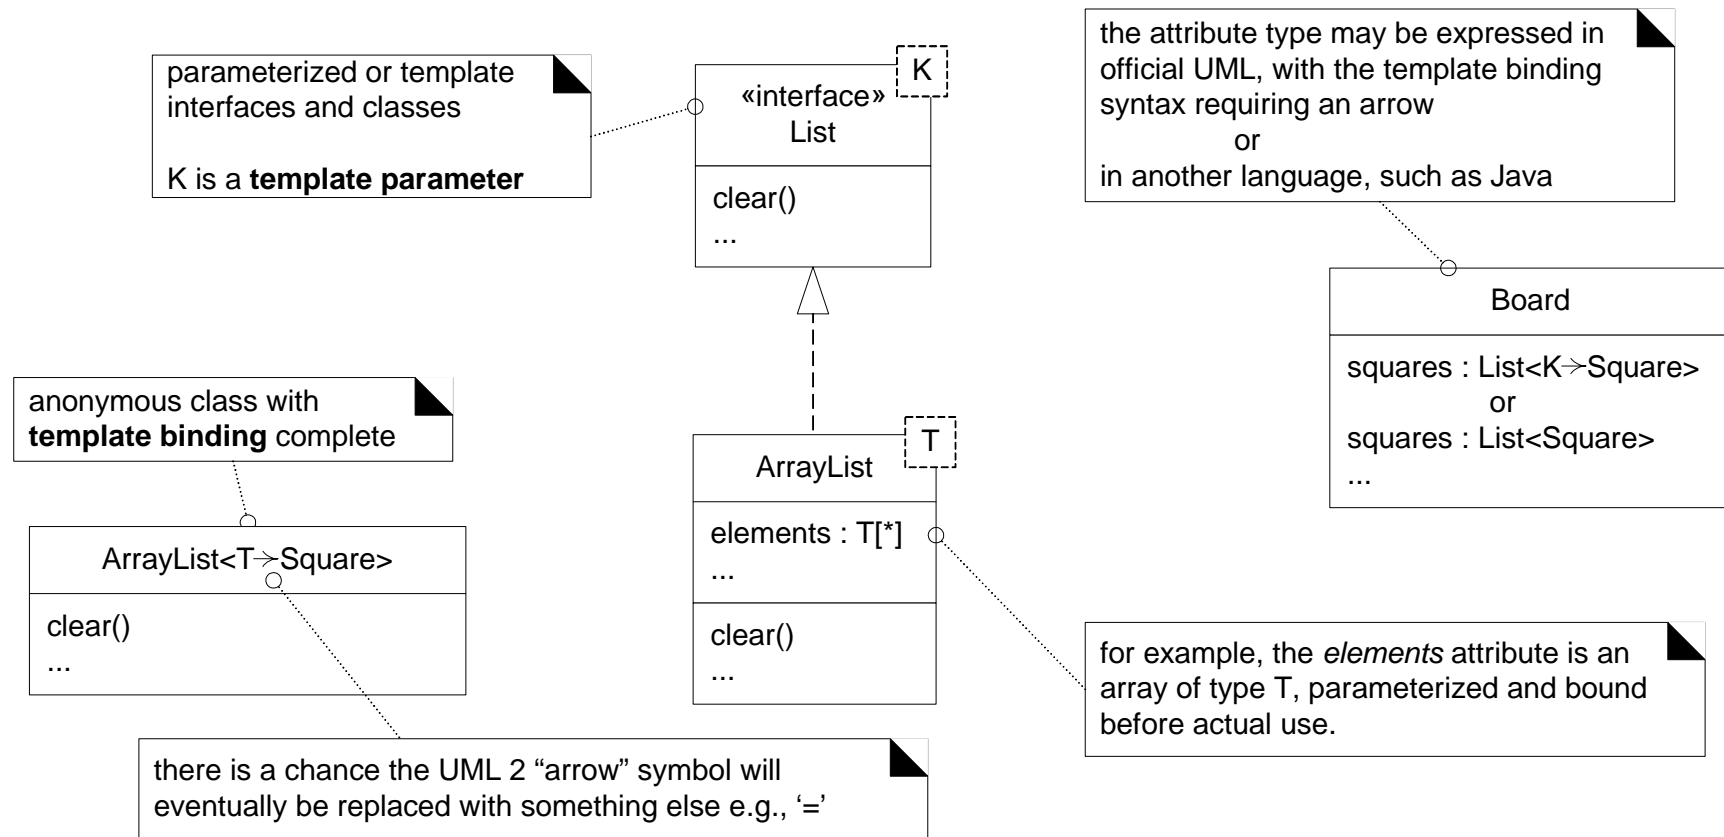 parameterized or template
interfaces and classes
K is a template parameter
K
«interface»
List
clear()
...
the attribute type may be expressed in
official UML, with the template binding
syntax requiring an arrow
or
in another language, such as Java
Board
squares : List<K→Square>
or
squares : List<Square>
...
anonymous class with
template binding complete
ArrayList<T→Square>
clear()
...
T
ArrayList
elements : T[*]
...
clear()
...
for example, the elements attribute is an
array of type T, parameterized and bound
before actual use.
there is a chance the UML 2 “arrow” symbol will
eventually be replaced with something else e.g., ‘=’